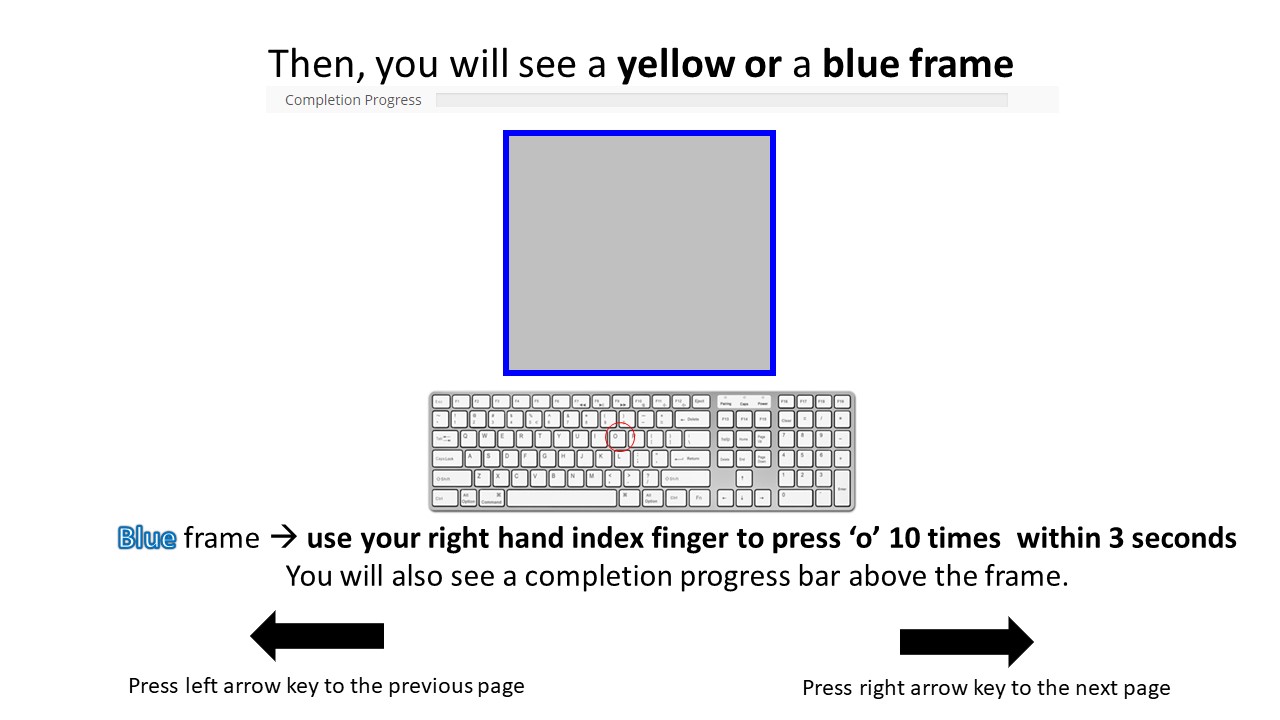 Then, you will see a yellow or a blue frame
Completion Progress
Blue frame → use your right hand index finger to press ‘o’ 10 times  within 3 seconds
You will also see a completion progress bar above the frame.
Press left arrow key to the previous page
Press right arrow key to the next page